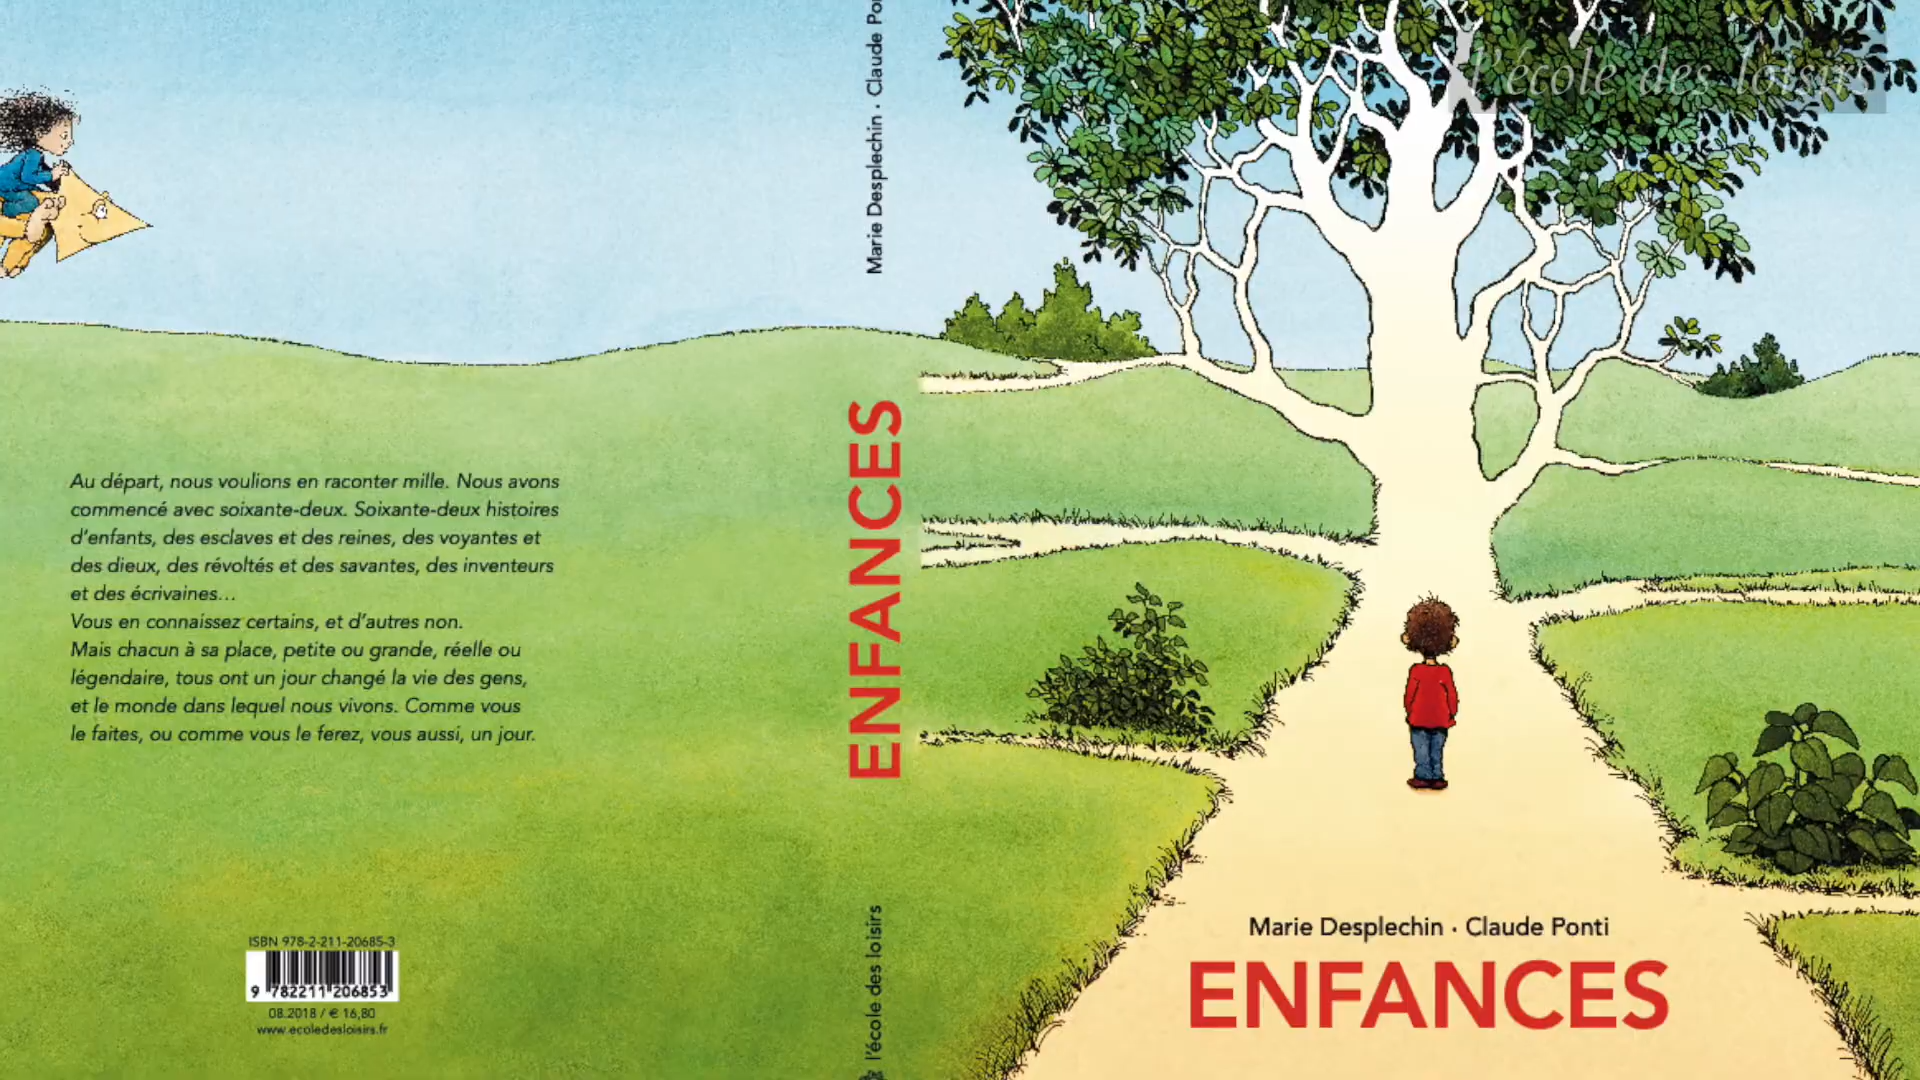 Au départ, nous voulions en raconter mille. Nous avons
commencé avec soixante-deux. Soixante-deux histoires
d'enfants, des esclaves et des reines, des voyantes et
des dieux, des révoltés et des savantes, des inventeurs
et des écrivaines…
Vous en connaissez certains, et d'autres non.
Mais chacun à sa place, petite ou grande, réelle ou
légendaire, tous ont un jour changé la vie des gens,
et le monde dans lequel nous vivons. Comme vous
le faites, ou comme vous le ferez, vous aussi, un jour.
ISBN 978-2-211-20685-3
9 782211 206853
08.2018 / € 16,80
www.ecoledesloisirs.fr
Marie Desplechin · Claude
ENFANCES
l'école des loisirs
l'école des loisirs
Marie Desplechin · Claude Ponti
ENFANCES